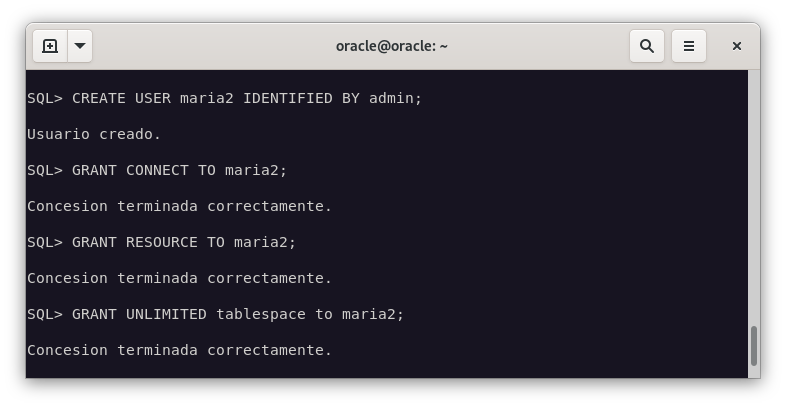 oracle@oracle: ~
SQL> CREATE USER maria2 IDENTIFIED BY admin;
Usuario creado.
SQL> GRANT CONNECT TO maria2;
Concesion terminada correctamente.
SQL> GRANT RESOURCE TO maria2;
Concesion terminada correctamente.
SQL> GRANT UNLIMITED tablespace to maria2;
Concesion terminada correctamente.